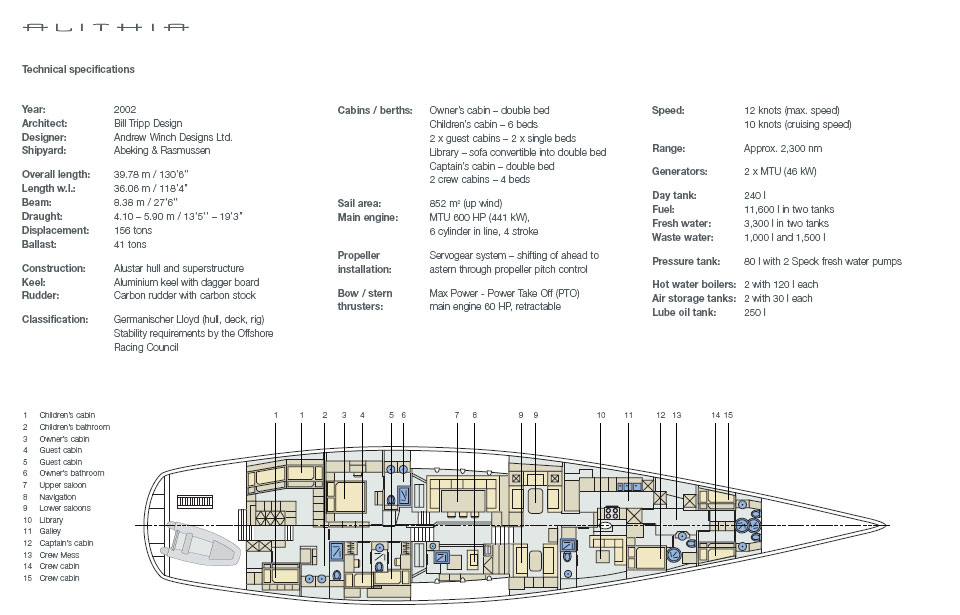 ALITHIA
Technical specifications
Year: 2002
Architect: Bill Tripp Design
Designer: Andrew Winch Designs Ltd.
Shipyard: Abeking & Rasmussen
Overall length: 39.78 m / 130'6''
Length w.l.: 36.06 m / 118'4"
Beam: 8.38 m / 27'6''
Draught: 4.10 – 5.90 m / 13'5'' – 19'3"
Displacement: 156 tons
Ballast: 41 tons
Construction: Alustar hull and superstructure
Keel: Aluminium keel with dagger board
Rudder: Carbon rudder with carbon stock
Classification: Germanischer Lloyd (hull, deck, rig)
Stability requirements by the Offshore
Racing Council
Cabins / berths: Owner's cabin – double bed
Children's cabin – 6 beds
2 x guest cabins – 2 x single beds
Library – sofa convertible into double bed
Captain's cabin – double bed
2 crew cabins – 4 beds
Sail area: 852 m² (up wind)
Main engine: MTU 600 HP (441 kW),
6 cylinder in line, 4 stroke
Propeller Servogear system – shifting of ahead to
installation: astern through propeller pitch control
Bow / stern Max Power - Power Take Off (PTO)
thrusters: main engine 60 HP, retractable
Speed: 12 knots (max. speed)
10 knots (cruising speed)
Range: Approx. 2,300 nm
Generators: 2 x MTU (46 kW)
Day tank: 240 l
Fuel: 11,600 l in two tanks
Fresh water: 3,300 l in two tanks
Waste water: 1,000 l and 1,500 l
Pressure tank: 80 l with 2 Speck fresh water pumps
Hot water boilers: 2 with 120 l each
Air storage tanks: 2 with 30 l each
Lube oil tank: 250 l
1 Children's cabin
2 Children's bathroom
3 Owner's cabin
4 Guest cabin
5 Guest cabin
6 Owner's bathroom
7 Upper saloon
8 Navigation
9 Lower saloons
10 Library
11 Galley
12 Captain's cabin
13 Crew Mess
14 Crew cabin
15 Crew cabin
1 1 2 3 4 5 6 7 8 9 9 10 11 12 13 14 15